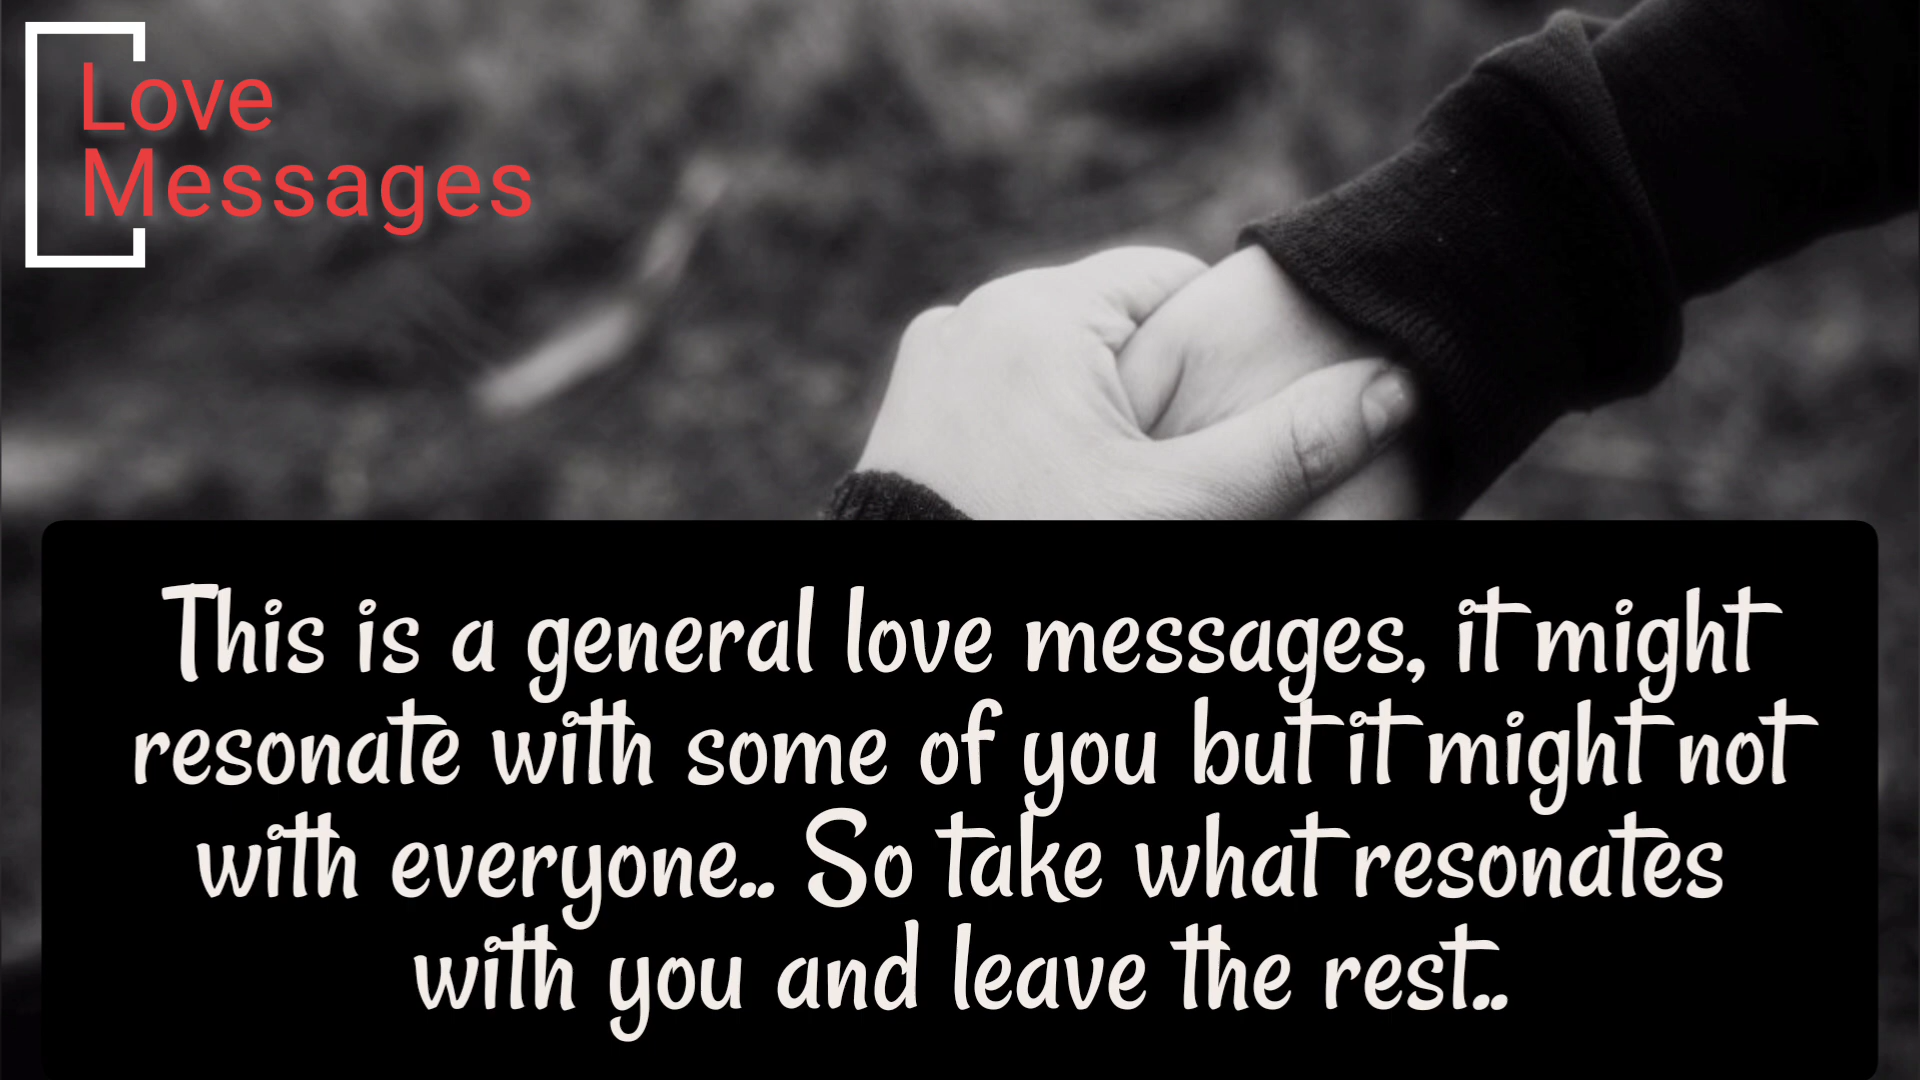 Love
Messages
This is a general love messages, it might
resonate with some of you but it might not
with everyone.. So take what resonates
with you and leave the rest..